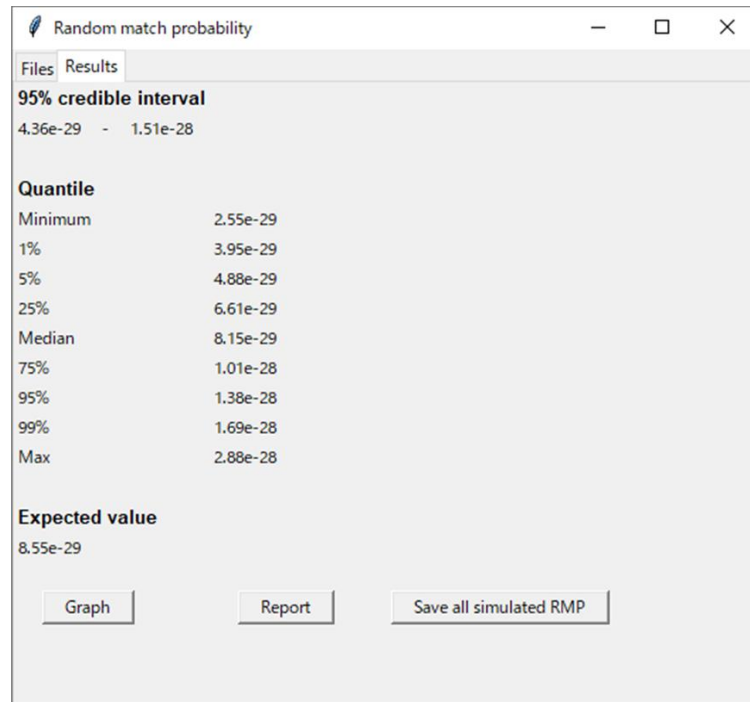 Random match probability
Files Results
95% credible interval
4.36e-29 - 1.51e-28
Quantile
Minimum 2.55e-29
1% 3.95e-29
5% 4.88e-29
25% 6.61e-29
Median 8.15e-29
75% 1.01e-28
95% 1.38e-28
99% 1.69e-28
Max 2.88e-28
Expected value
8.55e-29
Graph Report Save all simulated RMP